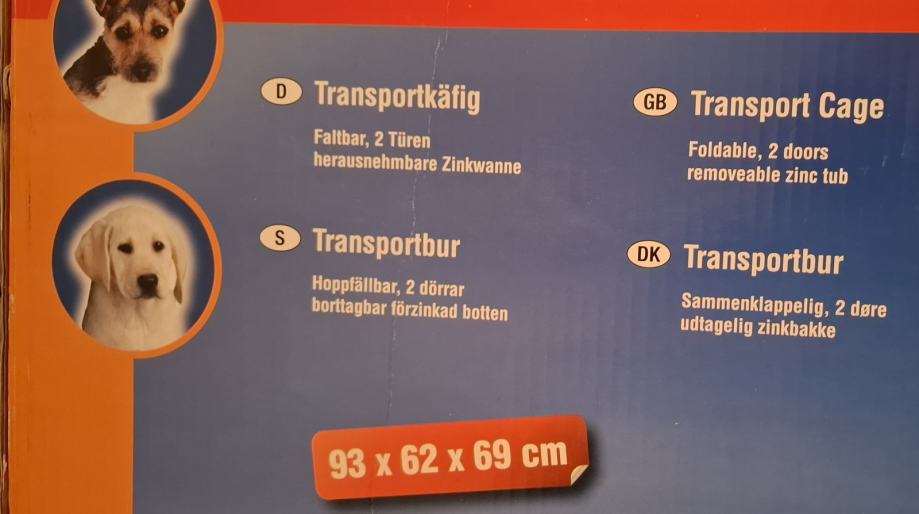 D Transportkäfig
Faltbar, 2 Türen
herausnehmbare Zinkwanne
GB Transport Cage
Foldable, 2 doors
removeable zinc tub
S Transportbur
Hoppfällbar, 2 dörrar
borttagbar förzinkad botten
DK Transportbur
Sammenklappelig, 2 døre
udtagelig zinkbakke
93 x 62 x 69 cm